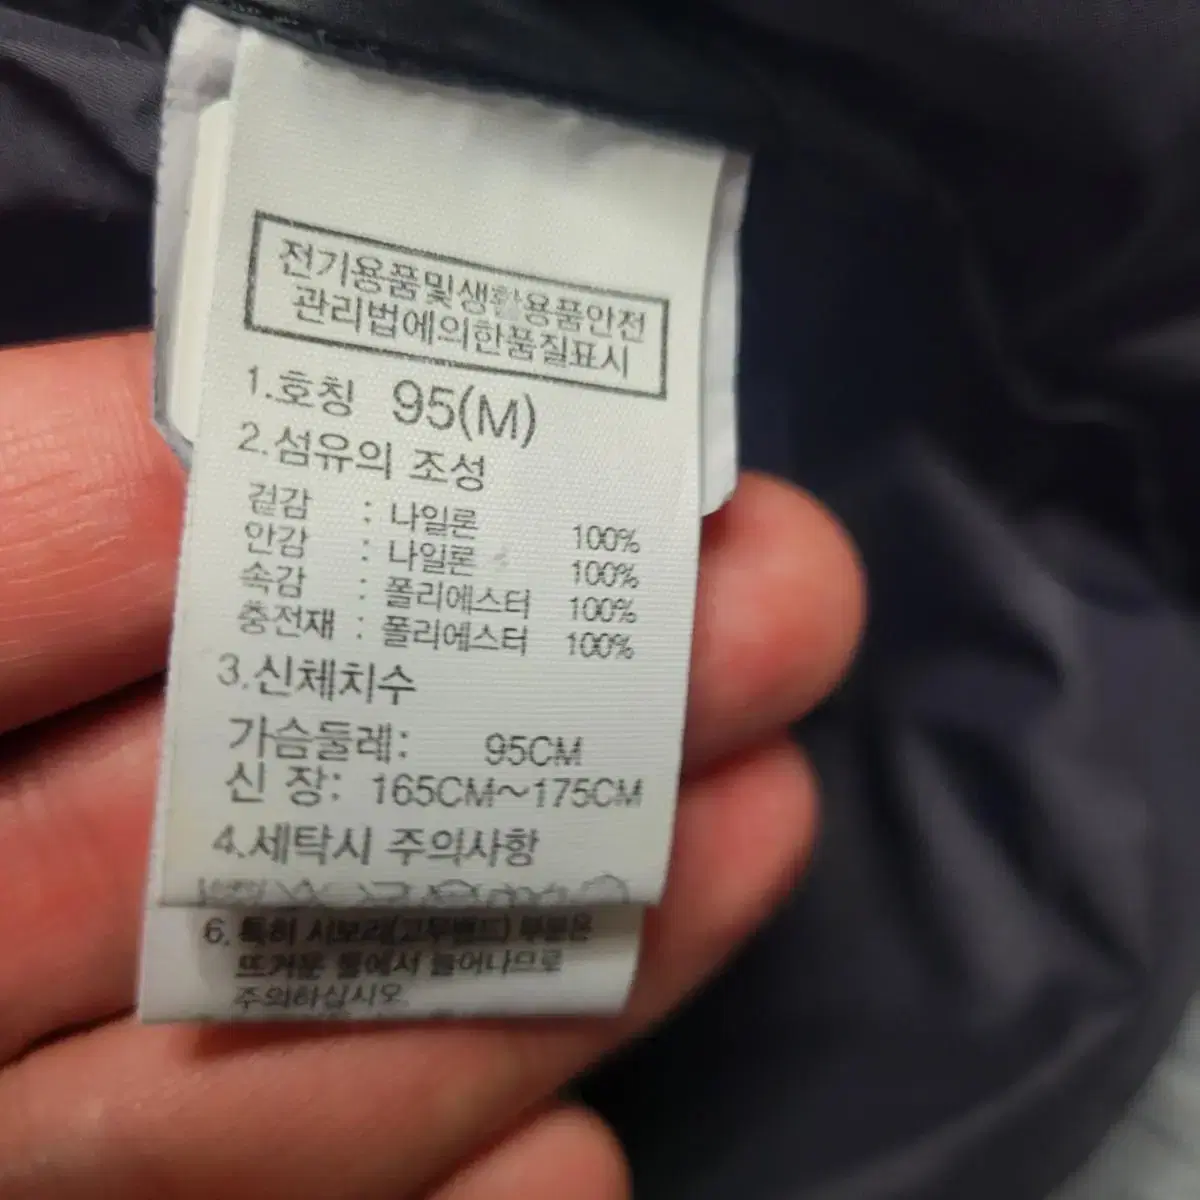 전기용품및생활용품안전
관리법에의한품질표시
1.호칭 95(M)
2.섬유의 조성
겉감 : 나일론 100%
안감 : 나일론 100%
속감 : 폴리에스터 100%
충전재 : 폴리에스터 100%
3.신체치수
가슴둘레: 95CM
신 장: 165CM~175CM
4.세탁시 주의사항
6. 특히 시보리(고무밴드) 부분은
뜨거운 물에서 늘어나므로
주의하십시오.